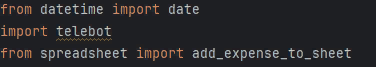 from datetime import date
import telebot
from spreadsheet import add_expense_to_sheet